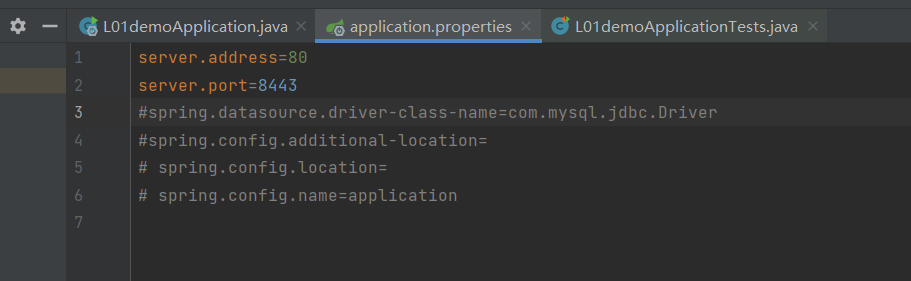 L01demoApplication.java application.properties L01demoApplicationTests.java
1 server.address=80
2 server.port=8443
3 #spring.datasource.driver-class-name=com.mysql.jdbc.Driver
4 #spring.config.additional-location=
5 # spring.config.location=
6 # spring.config.name=application
7